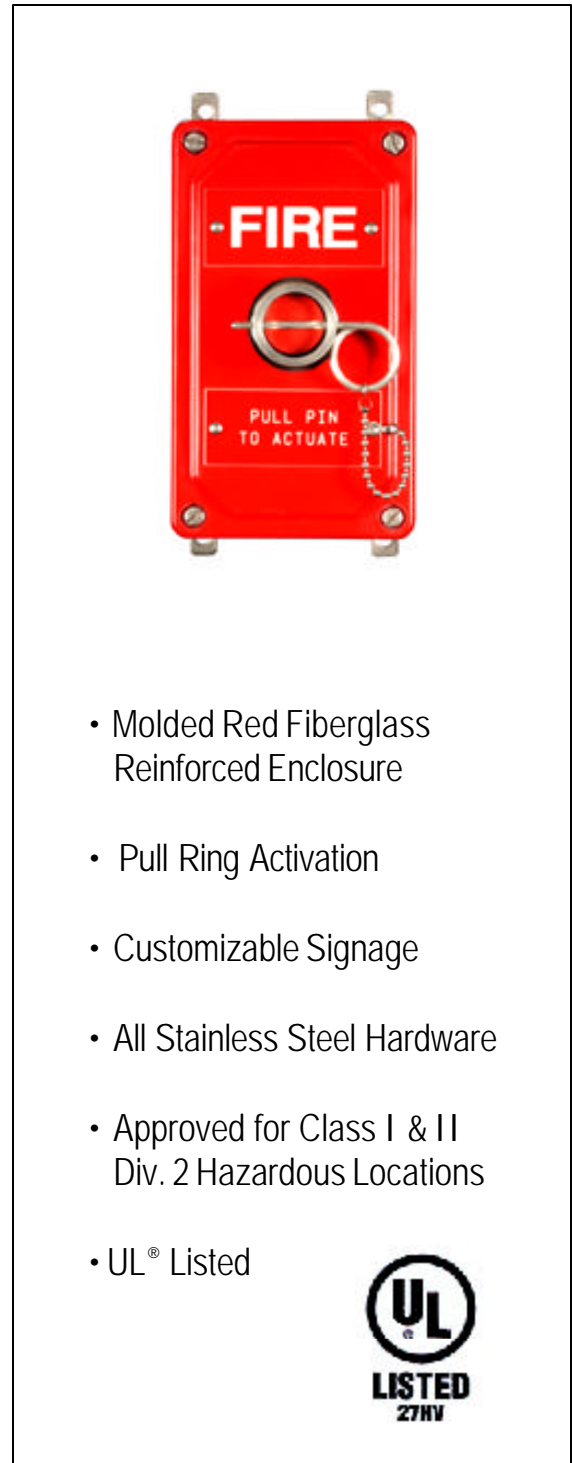 FIRE
PULL PIN
TO ACTUATE
• Molded Red Fiberglass
Reinforced Enclosure
• Pull Ring Activation
• Customizable Signage
• All Stainless Steel Hardware
• Approved for Class I & II
Div. 2 Hazardous Locations
• UL® Listed
UL
®
LISTED
27HV